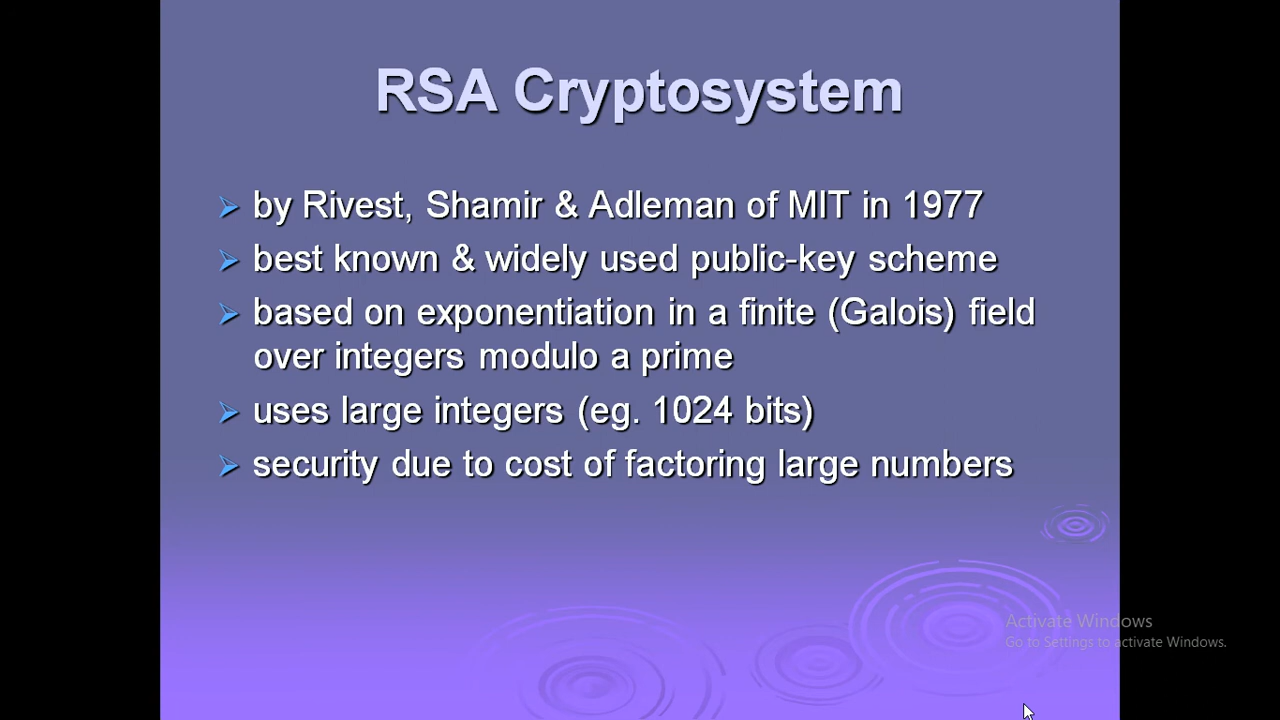 RSA Cryptosystem
by Rivest, Shamir & Adleman of MIT in 1977
best known & widely used public-key scheme
based on exponentiation in a finite (Galois) field
over integers modulo a prime
uses large integers (eg. 1024 bits)
security due to cost of factoring large numbers
Activate Windows
Go to Settings to activate Windows.